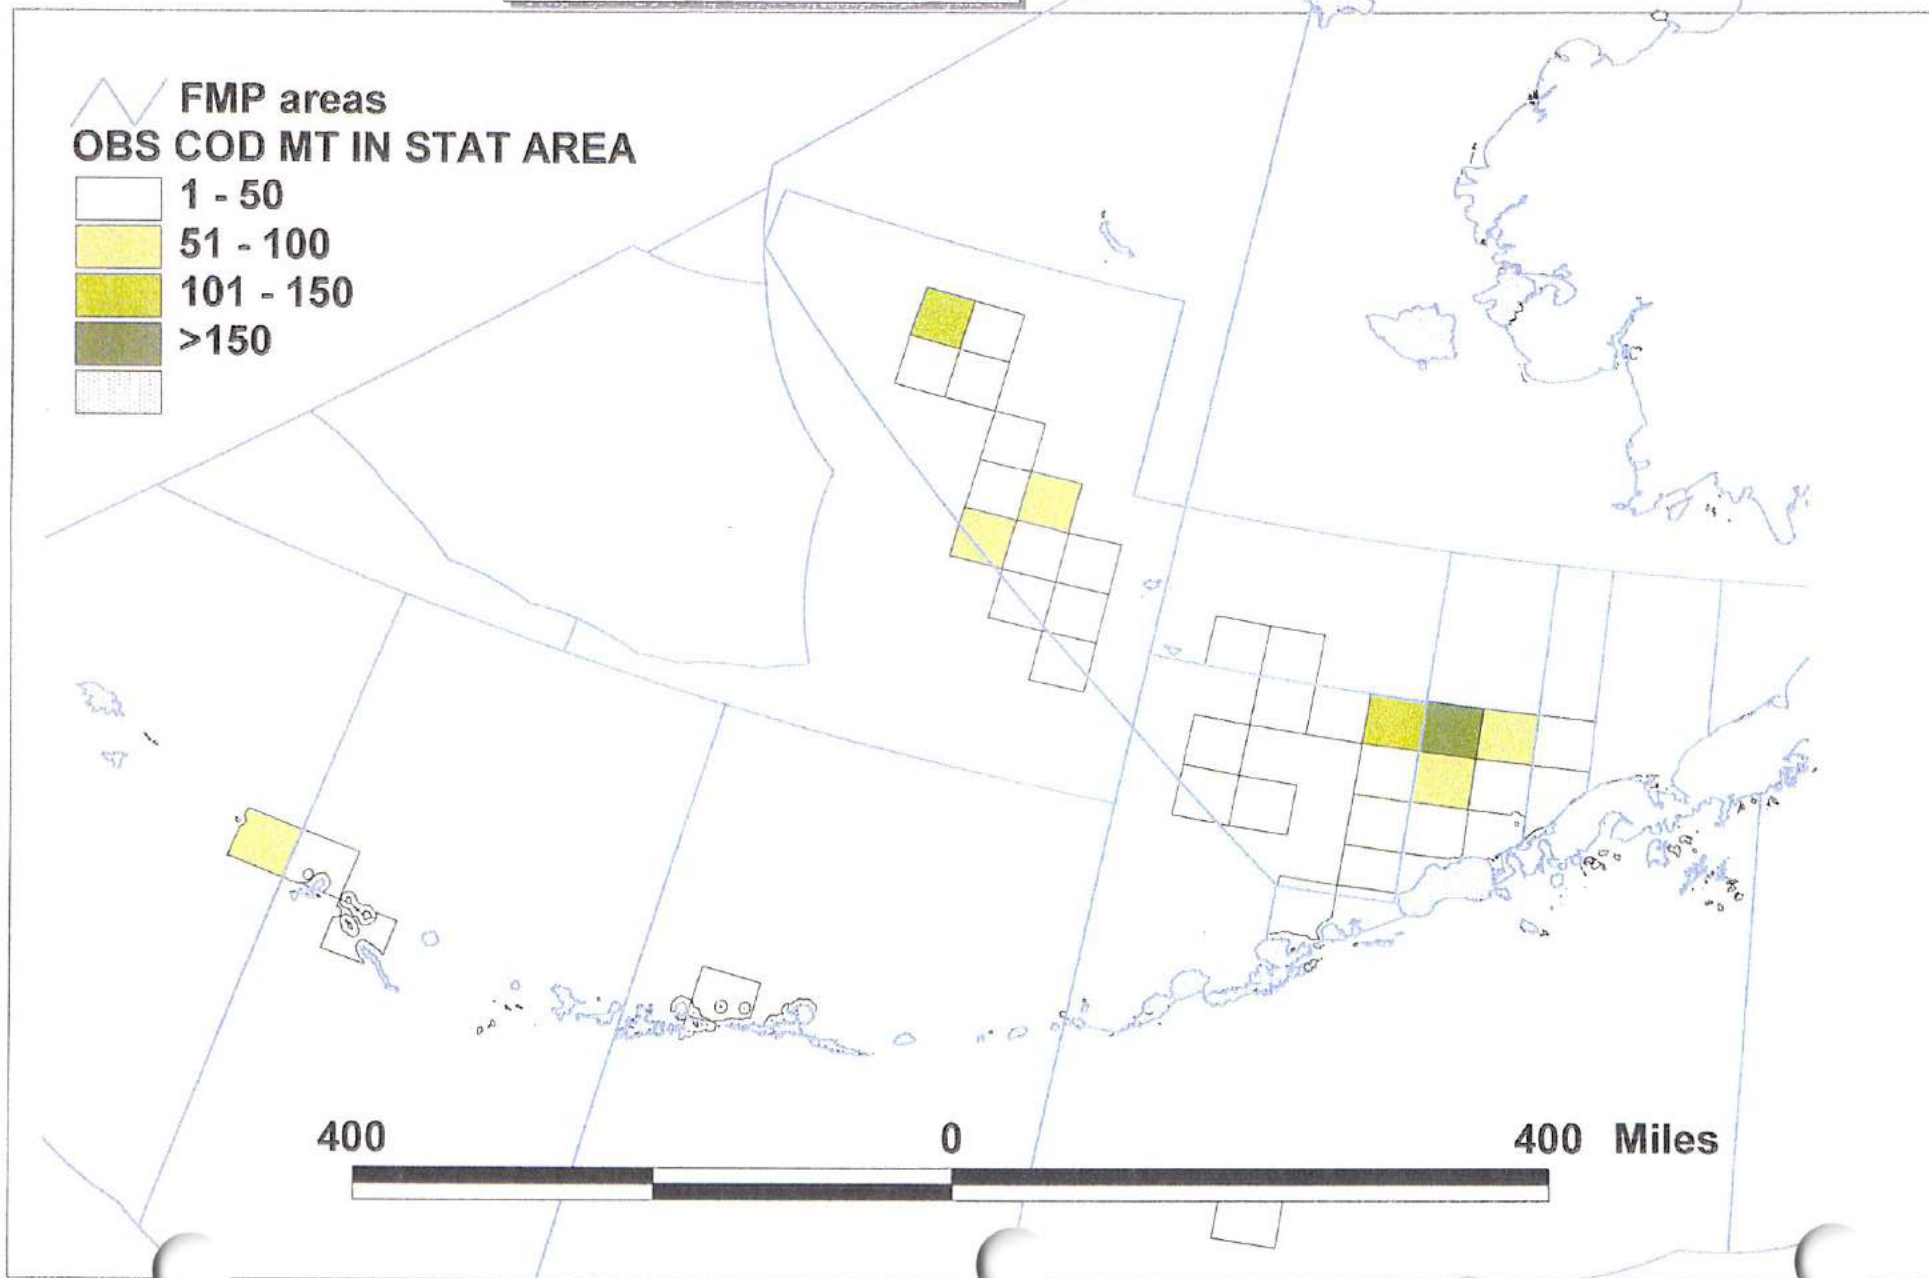 FMP areas
OBS COD MT IN STAT AREA
1 - 50
51 - 100
101 - 150
>150
400 0 400 Miles